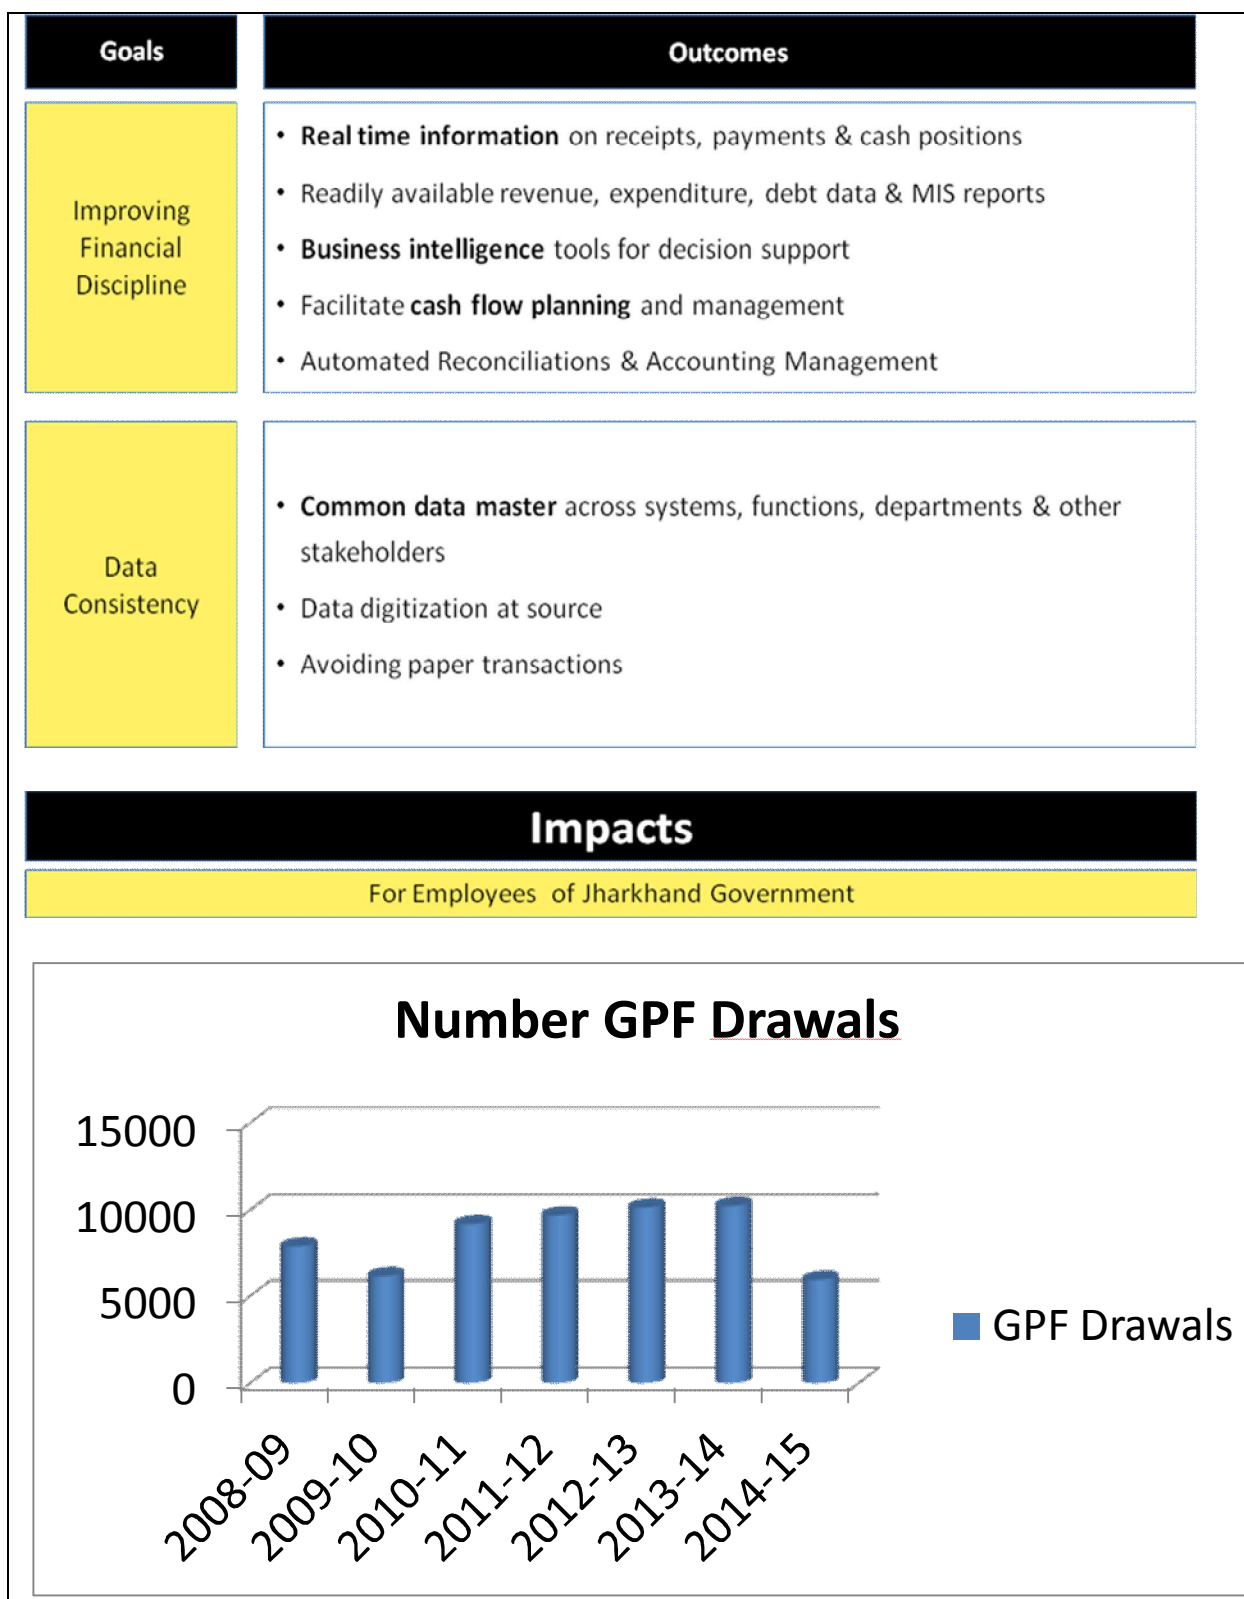 Goals
Outcomes
Improving
Financial
Discipline
• Real time information on receipts, payments & cash positions
• Readily available revenue, expenditure, debt data & MIS reports
• Business intelligence tools for decision support
• Facilitate cash flow planning and management
• Automated Reconciliations & Accounting Management
Data
Consistency
• Common data master across systems, functions, departments & other
stakeholders
• Data digitization at source
• Avoiding paper transactions
Impacts
For Employees of Jharkhand Government
Number GPF Drawals
15000
10000
5000
0
2008-09
2009-10
2010-11
2011-12
2012-13
2013-14
2014-15
GPF Drawals